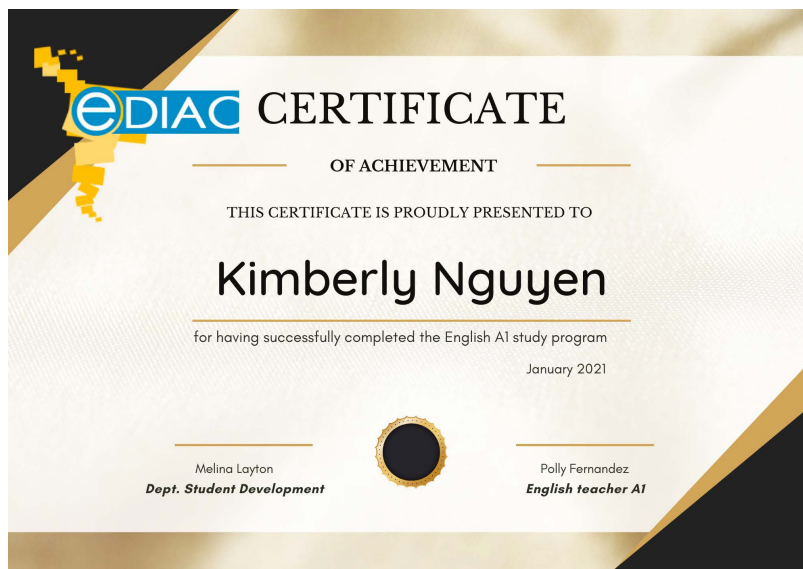 eDIAC
CERTIFICATE
OF ACHIEVEMENT
THIS CERTIFICATE IS PROUDLY PRESENTED TO
Kimberly Nguyen
for having successfully completed the English A1 study program
January 2021
Melina Layton
Dept. Student Development
Polly Fernandez
English teacher A1